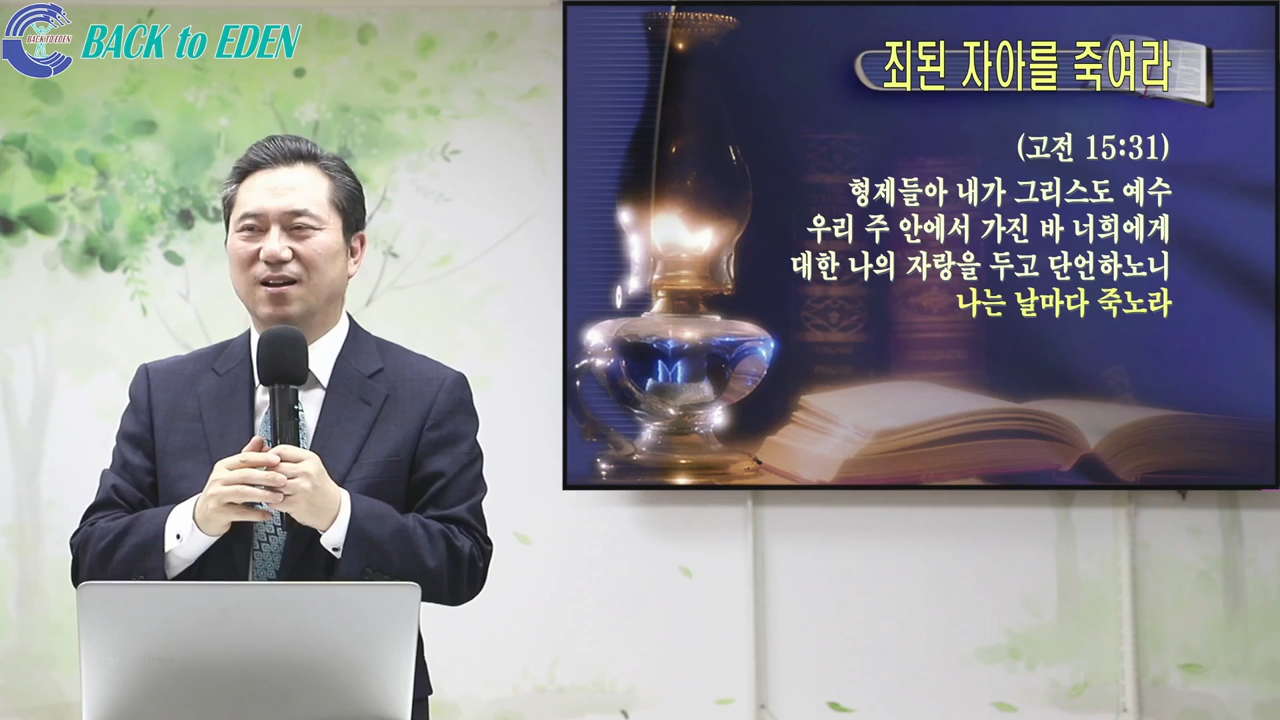 BACK TO EDEN
BACK to EDEN
죄된 자아를 죽여라
(고전 15:31)
형제들아 내가 그리스도 예수
우리 주 안에서 가진 바 너희에게
대한 나의 자랑을 두고 단언하노니
나는 날마다 죽노라